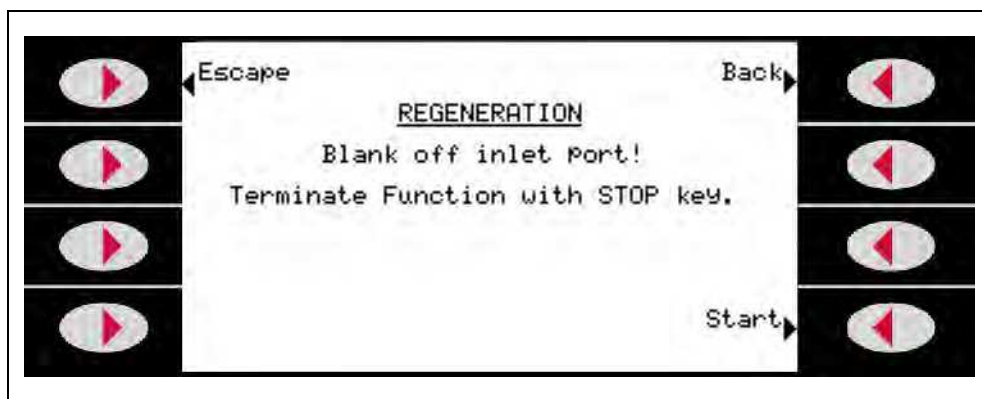 Escape Back
REGENERATION
Blank off inlet port!
Terminate Function with STOP key.
Start